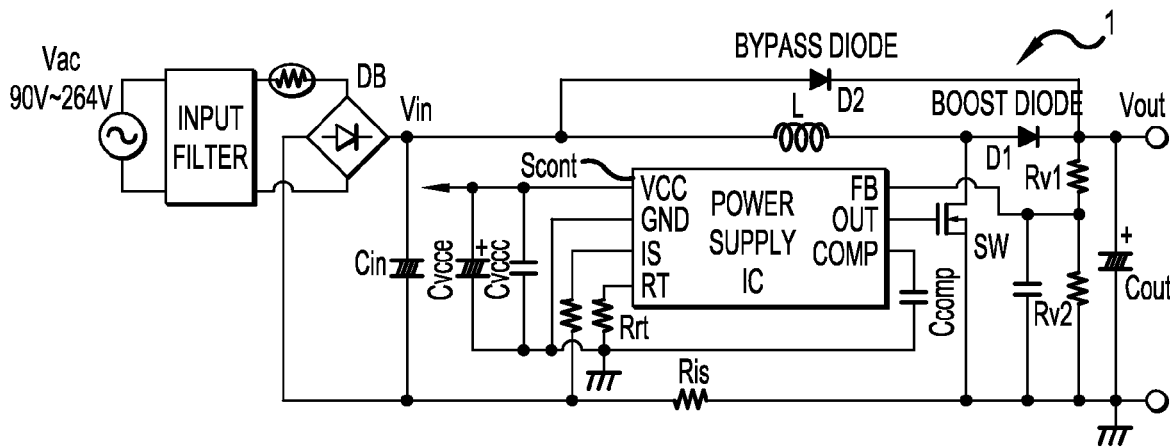 1
Vac
90V~264V
INPUT
FILTER
DB
Vin
BYPASS DIODE
D2
L
BOOST DIODE
D1
Vout
Scont
VCC
GND
IS
RT
POWER
SUPPLY
IC
FB
OUT
COMP
SW
Rv1
Rv2
+
Cout
Cin
Cvcce
+
Cvccc
Rrt
Ccomp
Ris